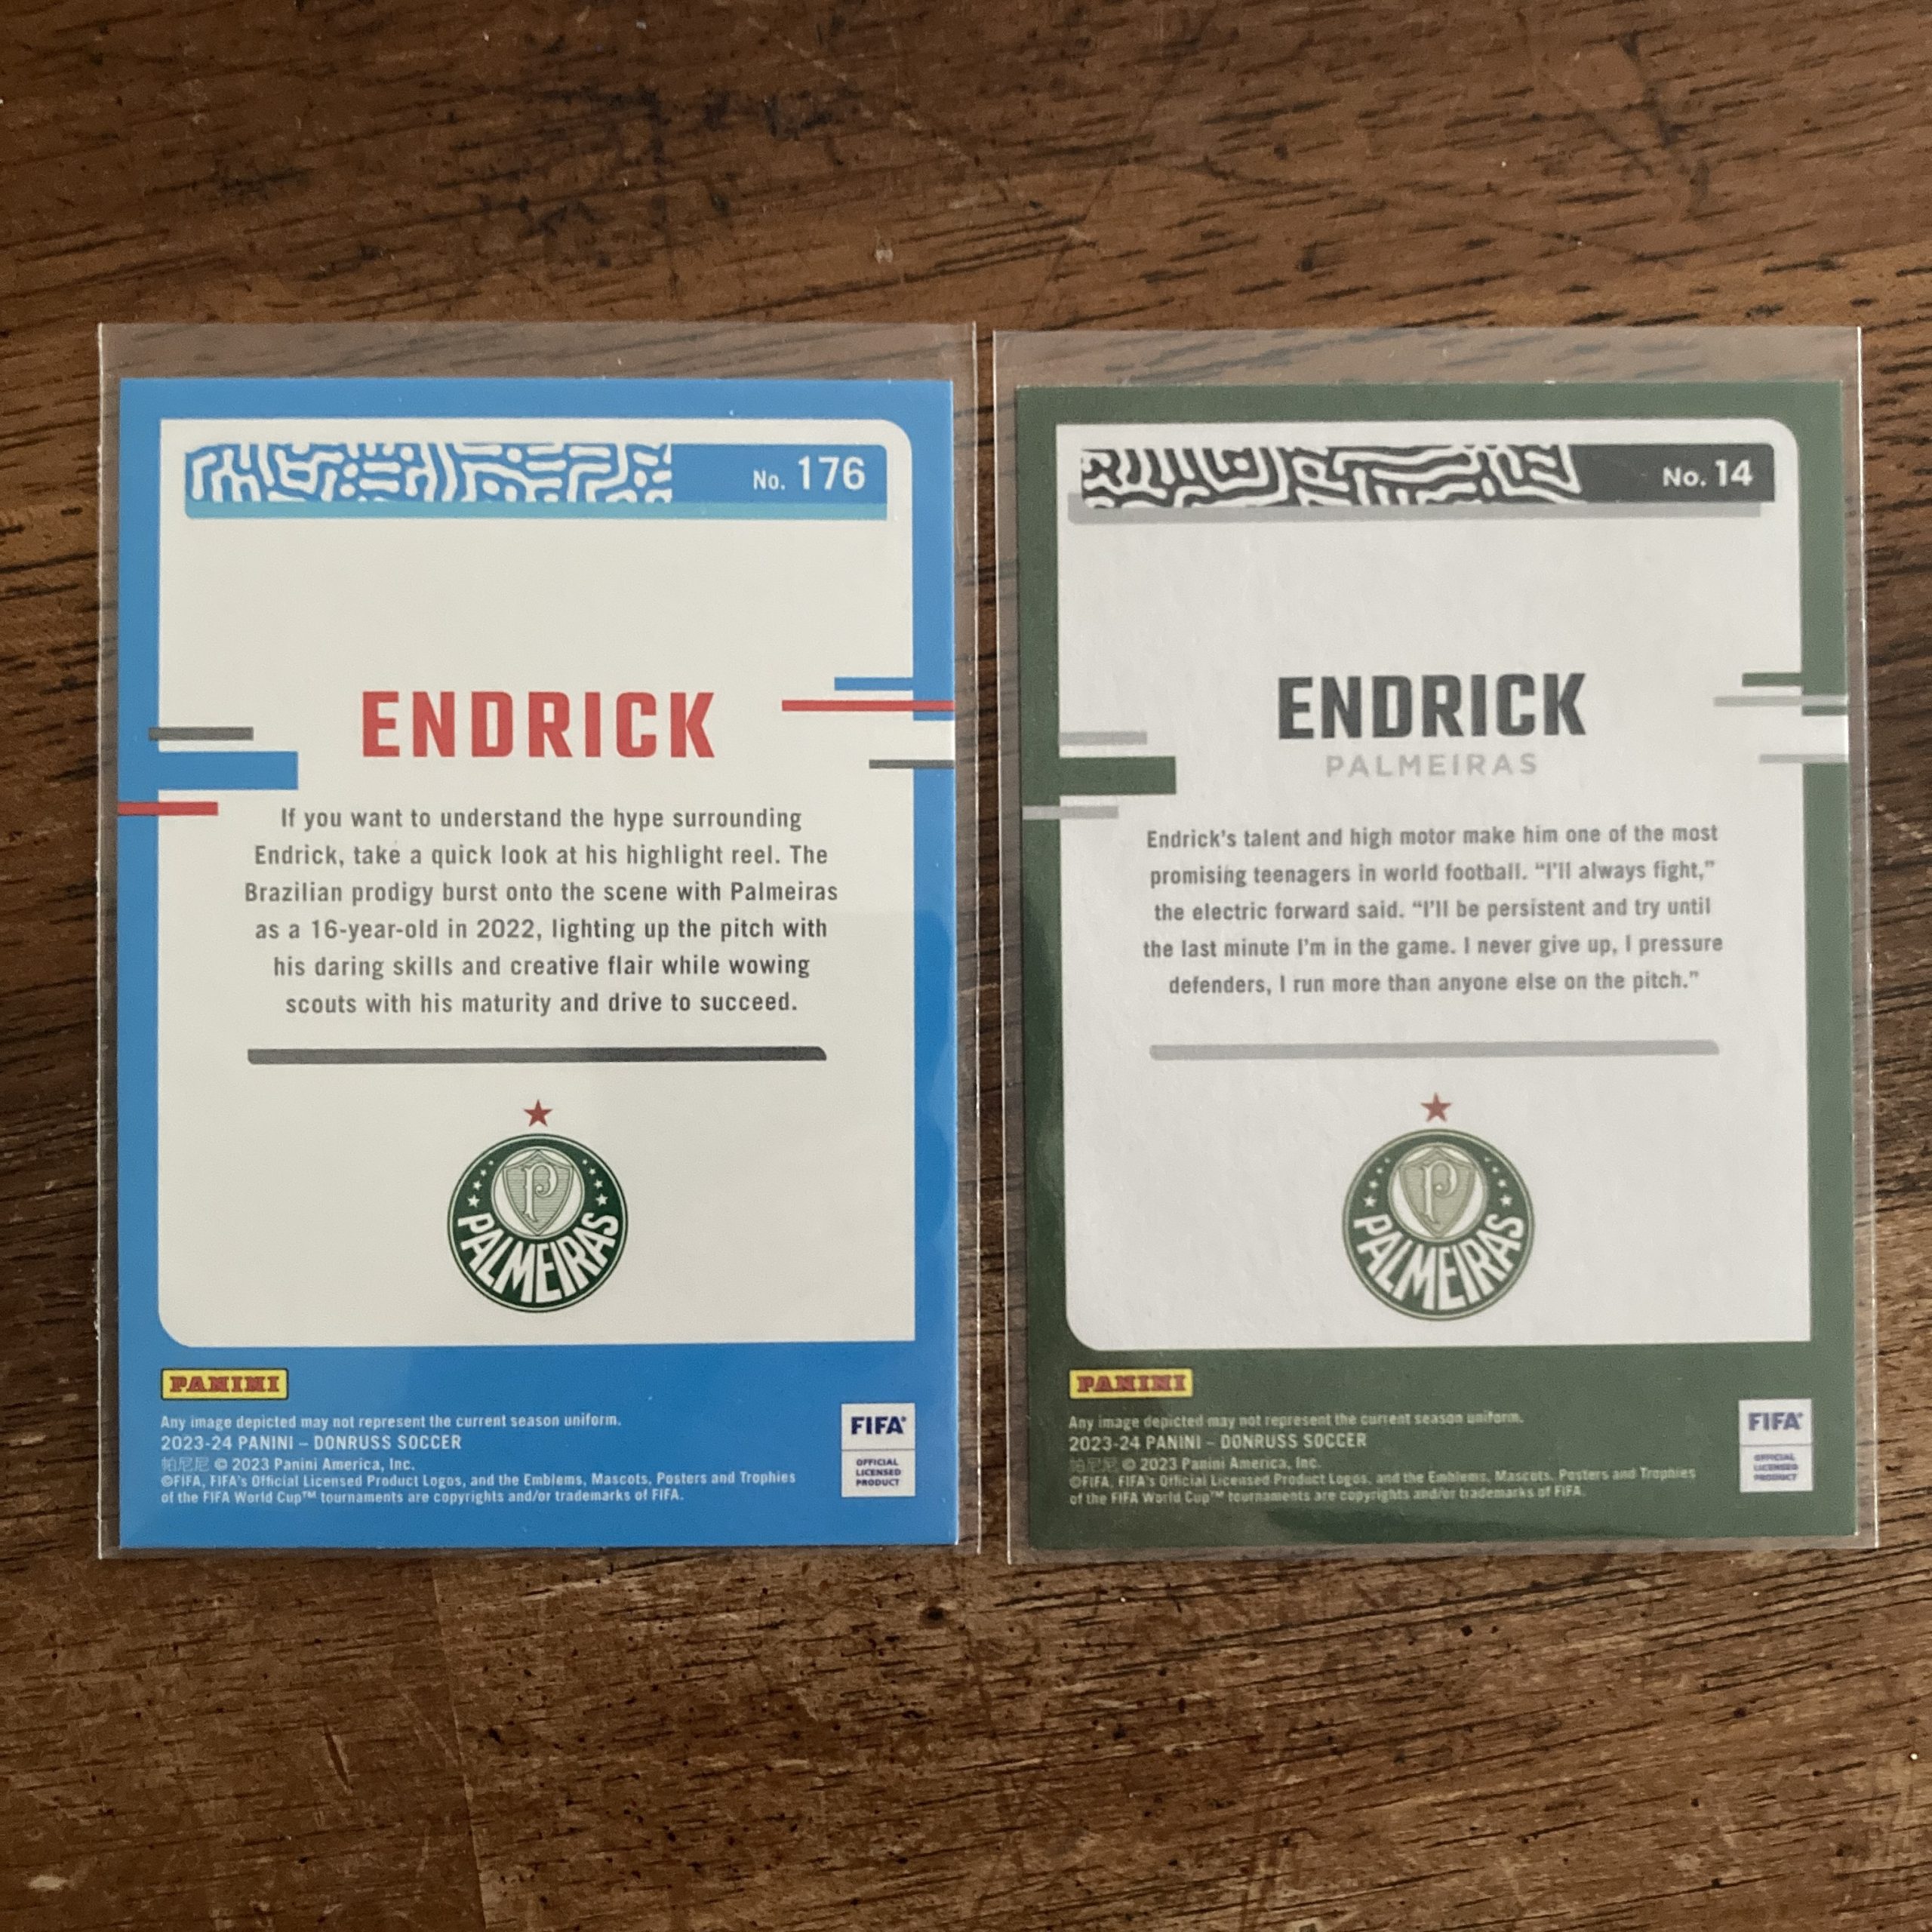 No. 176
ENDRICK
If you want to understand the hype surrounding
Endrick, take a quick look at his highlight reel. The
Brazilian prodigy burst onto the scene with Palmeiras
as a 16-year-old in 2022, lighting up the pitch with
his daring skills and creative flair while wowing
scouts with his maturity and drive to succeed.
P
PALMEIRAS
PANINI
Any image depicted may not represent the current season uniform.
2023-24 PANINI – DONRUSS SOCCER
帕尼尼 © 2023 Panini America, Inc.
©FIFA, FIFA's Official Licensed Product Logos, and the Emblems, Mascots, Posters and Trophies
of the FIFA World Cup™ tournaments are copyrights and/or trademarks of FIFA.
FIFA®
OFFICIAL
LICENSED
PRODUCT
No. 14
ENDRICK
PALMEIRAS
Endrick's talent and high motor make him one of the most
promising teenagers in world football. “I'll always fight,”
the electric forward said. “I'll be persistent and try until
the last minute I'm in the game. I never give up, I pressure
defenders, I run more than anyone else on the pitch.”
P
PALMEIRAS
PANINI
Any image depicted may not represent the current season uniform.
2023-24 PANINI – DONRUSS SOCCER
帕尼尼 © 2023 Panini America, Inc.
©FIFA, FIFA's Official Licensed Product Logos, and the Emblems, Mascots, Posters and Trophies
of the FIFA World Cup™ tournaments are copyrights and/or trademarks of FIFA.
FIFA®
OFFICIAL
LICENSED
PRODUCT